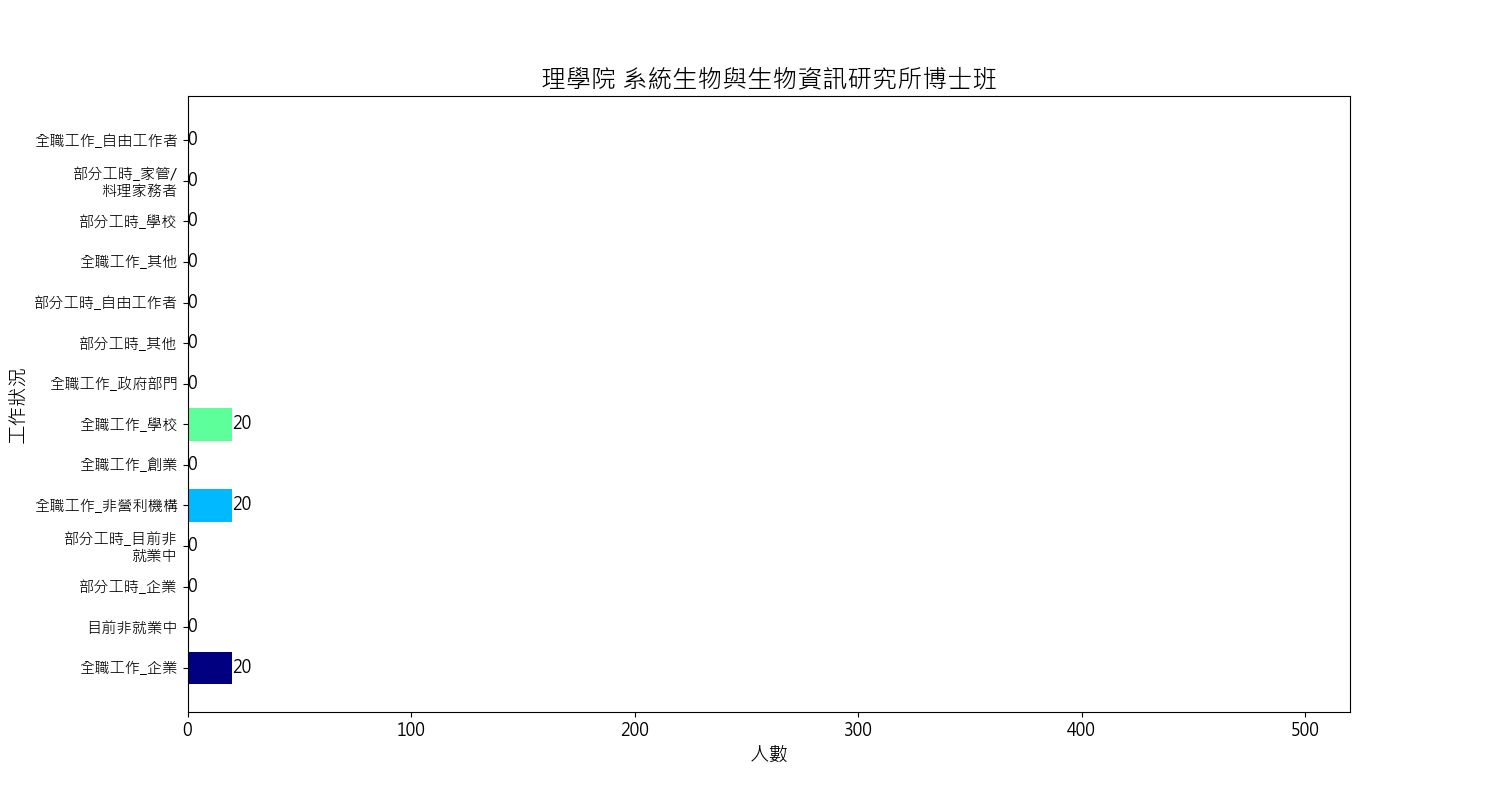 理學院 系統生物與生物資訊研究所博士班
工作狀況
全職工作_自由工作者 0
部分工時_家管/
料理家務者 0
部分工時_學校 0
全職工作_其他 0
部分工時_自由工作者 0
部分工時_其他 0
全職工作_政府部門 0
全職工作_學校 20
全職工作_創業 0
全職工作_非營利機構 20
部分工時_目前非
就業中 0
部分工時_企業 0
目前非就業中 0
全職工作_企業 20
0 100 200 300 400 500
人數